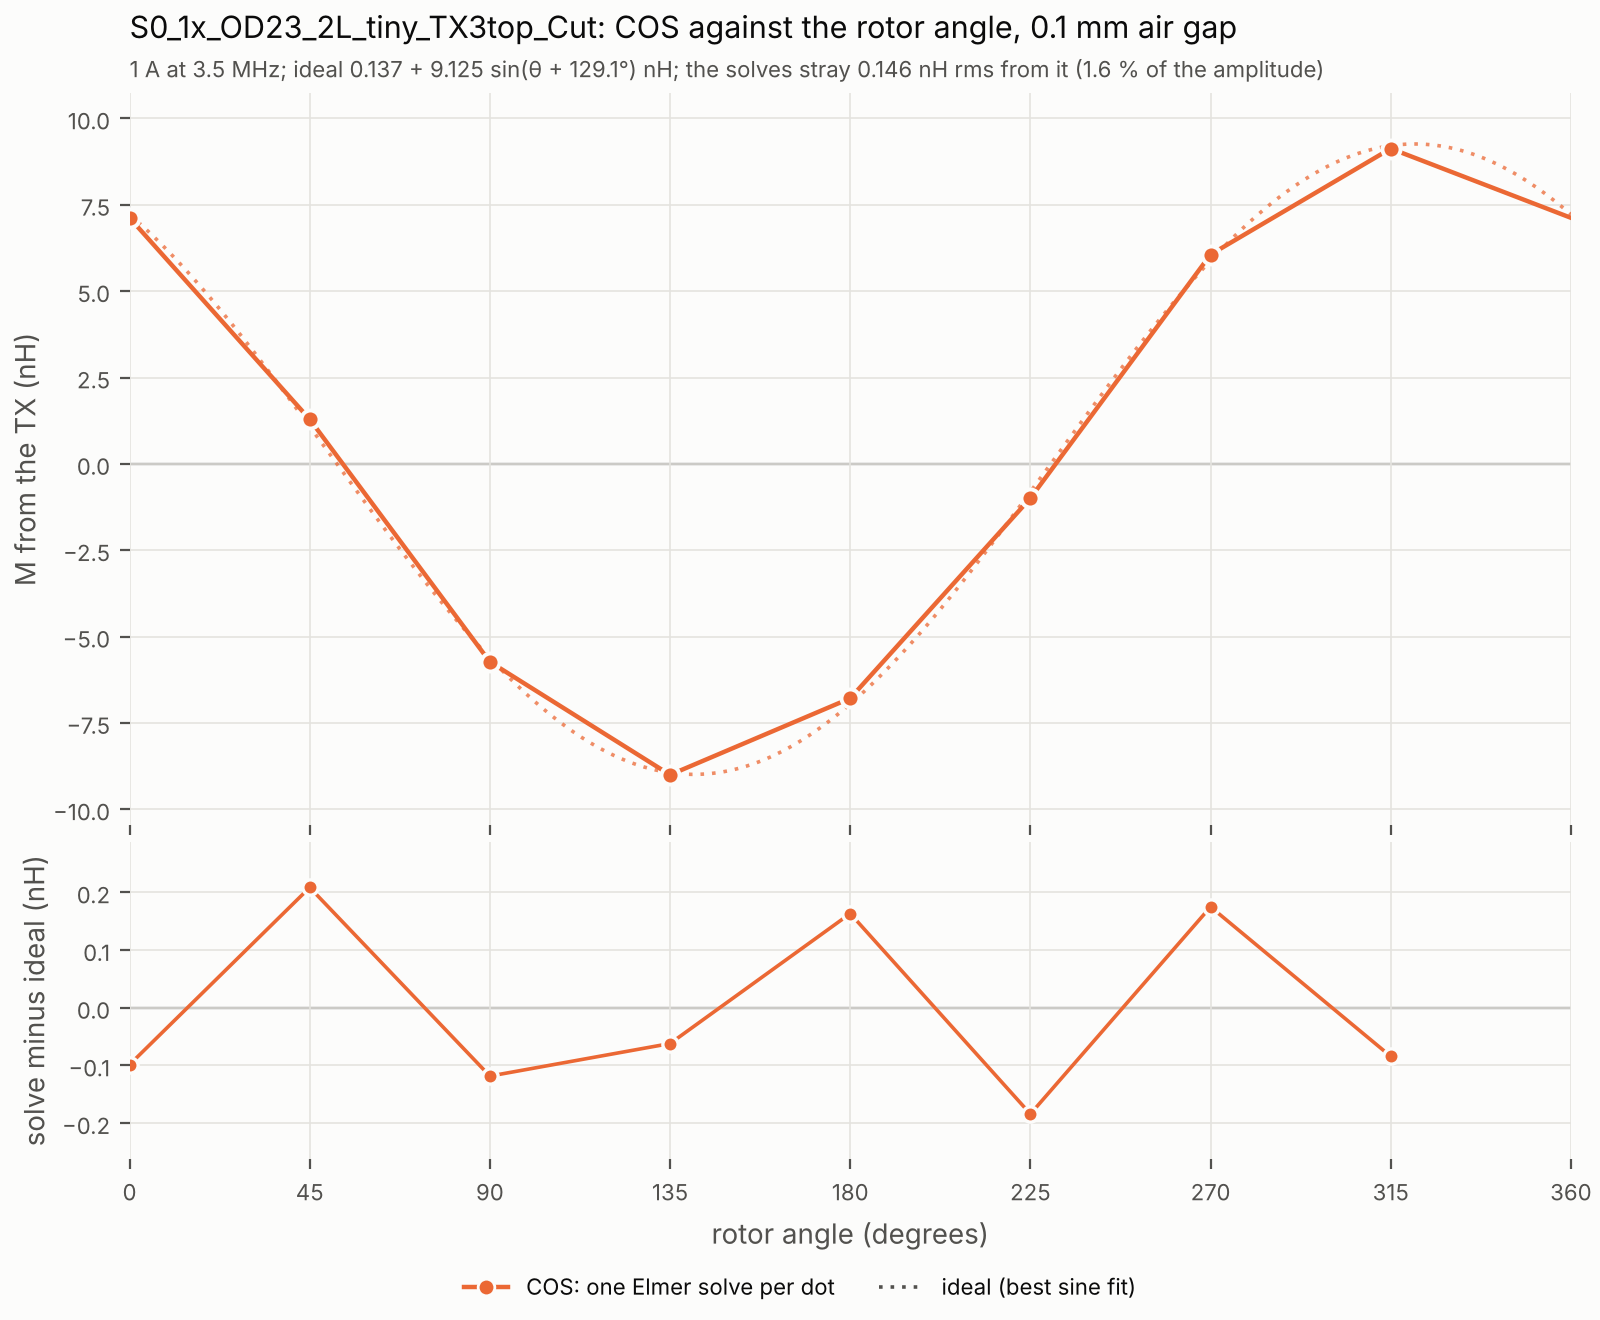 S0_1x_OD23_2L_tiny_TX3top_Cut: COS against the rotor angle, 0.1 mm air gap
1 A at 3.5 MHz; ideal 0.137 + 9.125 sin(θ + 129.1°) nH; the solves stray 0.146 nH rms from it (1.6 % of the amplitude)
M from the TX (nH)
10.0
7.5
5.0
2.5
0.0
−2.5
−5.0
−7.5
−10.0
solve minus ideal (nH)
0.2
0.1
0.0
−0.1
−0.2
0 45 90 135 180 225 270 315 360
rotor angle (degrees)
COS: one Elmer solve per dot ideal (best sine fit)